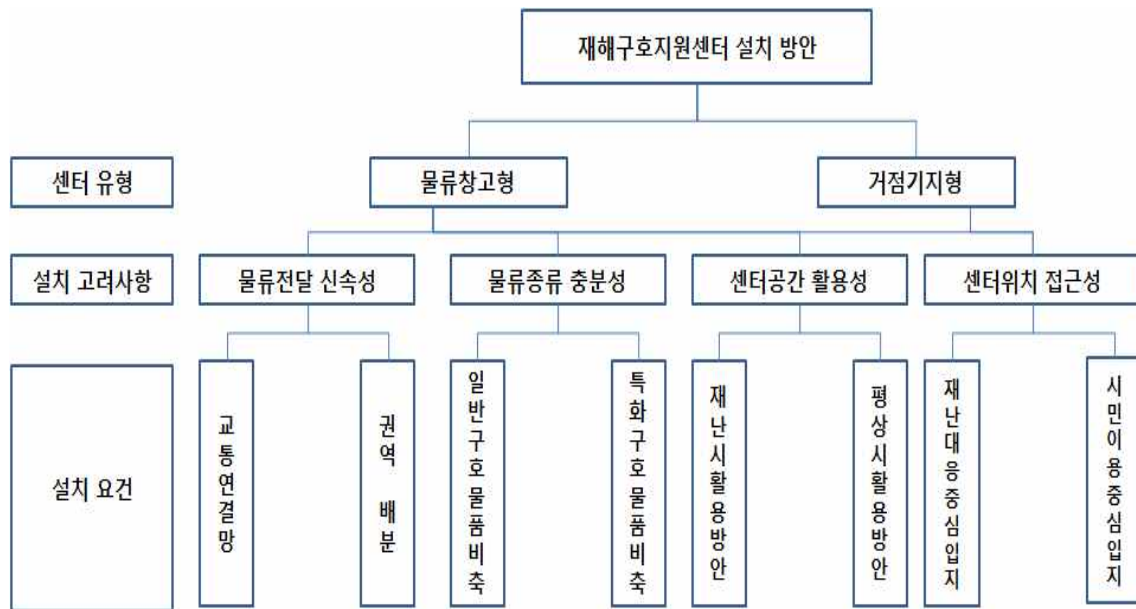 재해구호지원센터 설치 방안
센터 유형
물류창고형
거점기지형
설치 고려사항
물류전달 신속성
물류종류 충분성
센터공간 활용성
센터위치 접근성
설치 요건
교통연결망
권역 배분
일반구호물품비축
특화구호물품비축
재난시활용방안
평상시활용방안
재난대응중심입지
시민이용중심입지